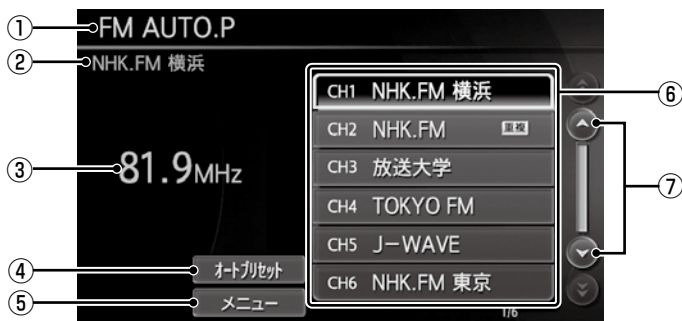 ① FM AUTO.P
② NHK.FM 横浜
③ 81.9MHz
④ オートプリセット
⑤ メニュー
CH1 NHK.FM 横浜
CH2 NHK.FM 重複
CH3 放送大学
CH4 TOKYO FM
CH5 J-WAVE
CH6 NHK.FM 東京
1/6
⑥
⑦